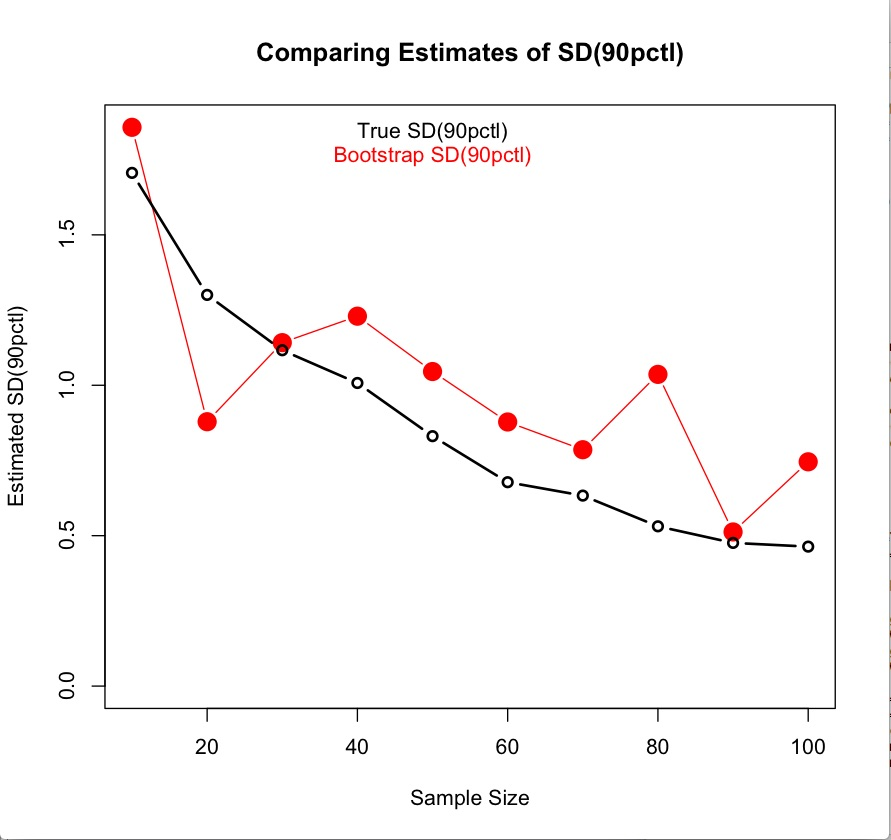 Comparing Estimates of SD(90pctl)
True SD(90pctl)
Bootstrap SD(90pctl)
Estimated SD(90pctl)
1.5
1.0
0.5
0.0
20 40 60 80 100
Sample Size